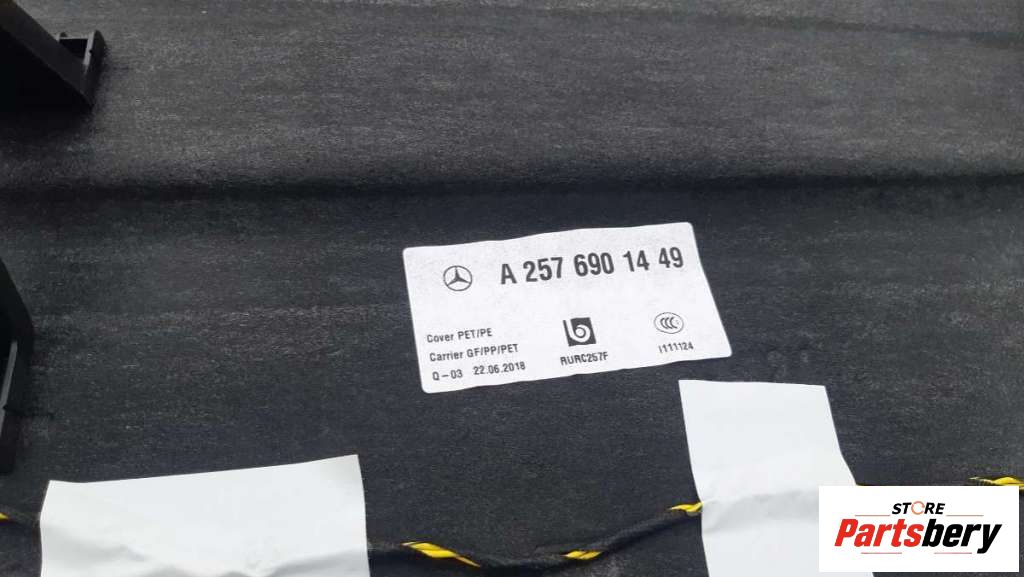 A 257 690 14 49
Cover PET/PE
Carrier GF/PP/PET
Q-03 22.06.2018
b
RURC257F
CCC
I111124
STORE
Partsbery